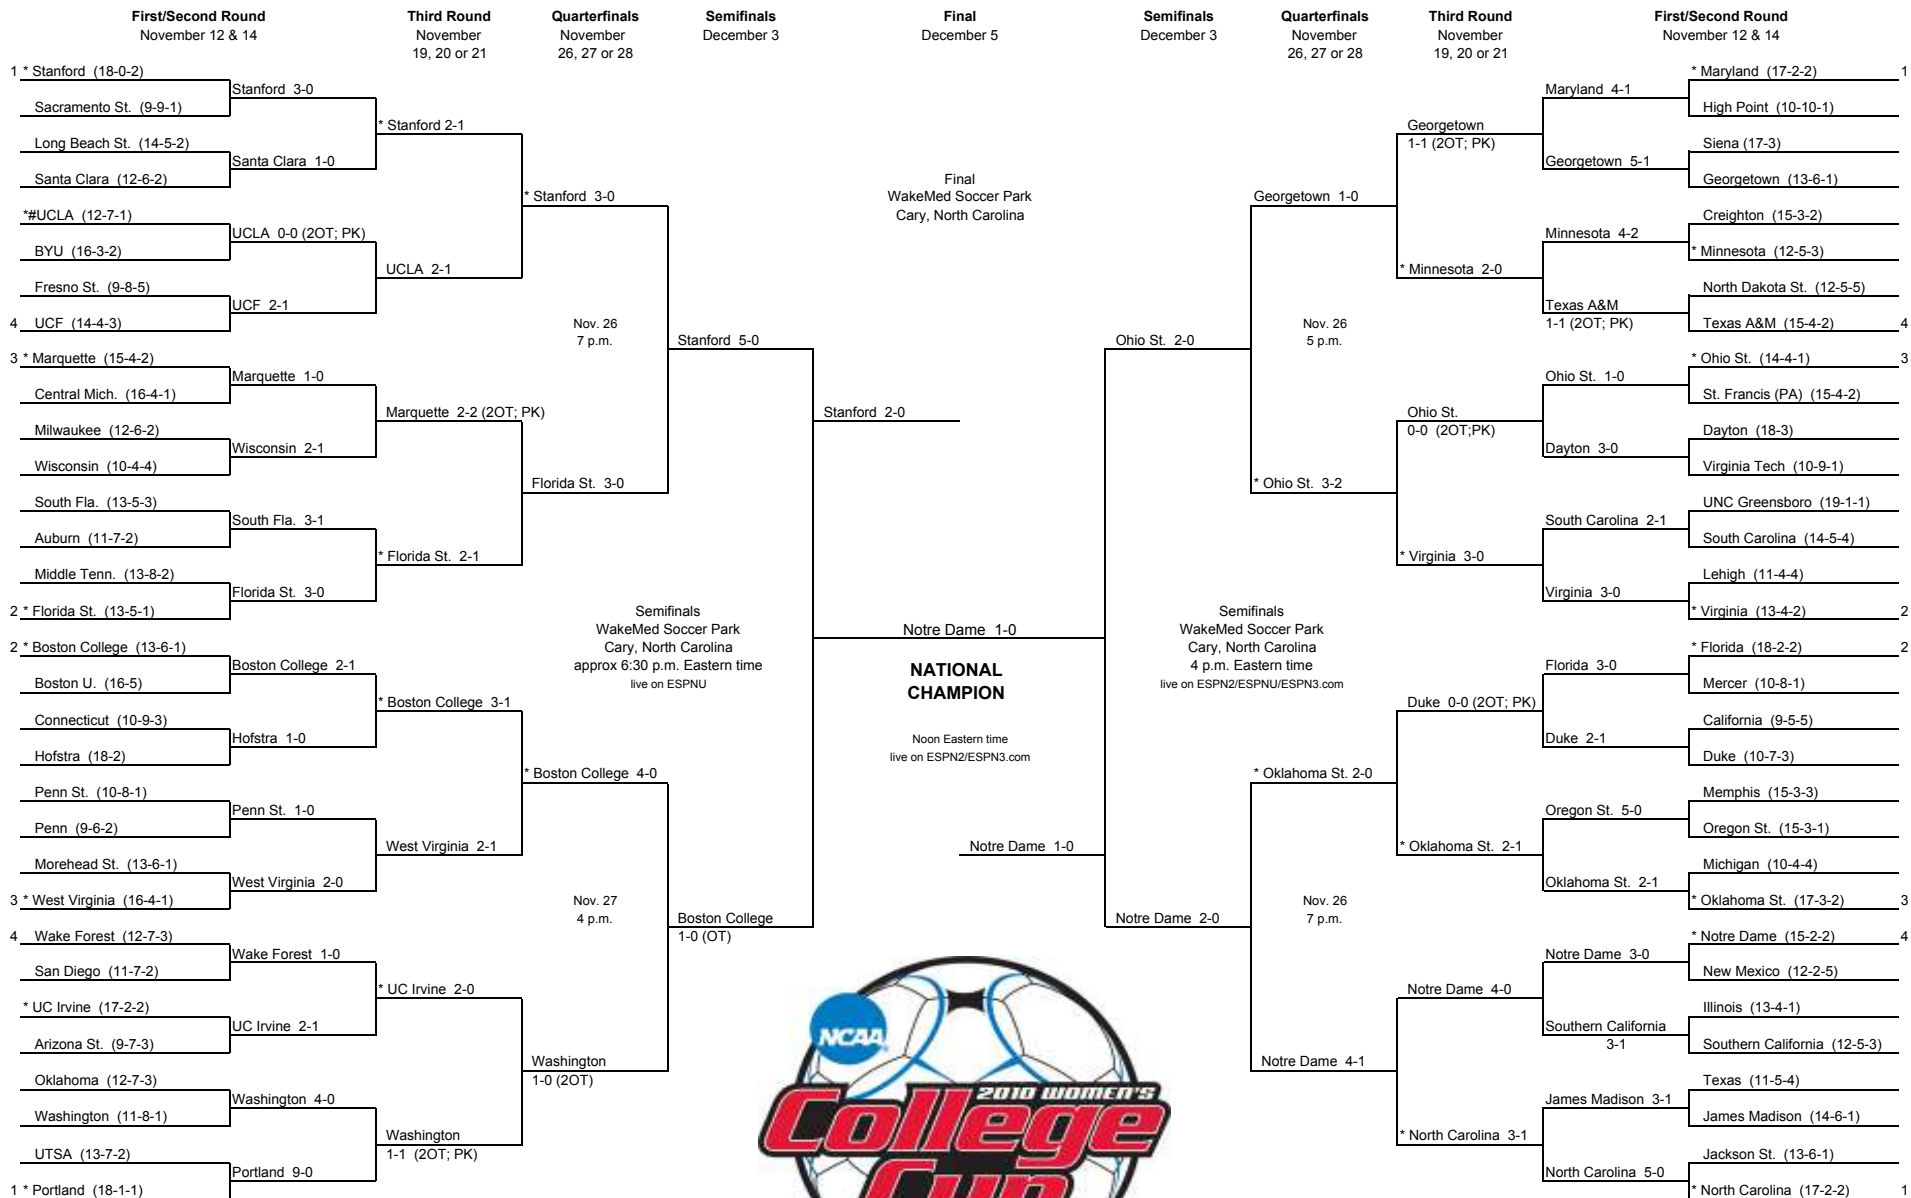 First/Second Round
November 12 & 14
Third Round
November
19, 20 or 21
Quarterfinals
November
26, 27 or 28
Semifinals
December 3
Final
December 5
Semifinals
December 3
Quarterfinals
November
26, 27 or 28
Third Round
November
19, 20 or 21
First/Second Round
November 12 & 14
1 * Stanford (18-0-2)
Sacramento St. (9-9-1)
Long Beach St. (14-5-2)
Santa Clara (12-6-2)
*#UCLA (12-7-1)
BYU (16-3-2)
Fresno St. (9-8-5)
4 UCF (14-4-3)
3 * Marquette (15-4-2)
Central Mich. (16-4-1)
Milwaukee (12-6-2)
Wisconsin (10-4-4)
South Fla. (13-5-3)
Auburn (11-7-2)
Middle Tenn. (13-8-2)
2 * Florida St. (13-5-1)
2 * Boston College (13-6-1)
Boston U. (16-5)
Connecticut (10-9-3)
Hofstra (18-2)
Penn St. (10-8-1)
Penn (9-6-2)
Morehead St. (13-6-1)
3 * West Virginia (16-4-1)
4 Wake Forest (12-7-3)
San Diego (11-7-2)
* UC Irvine (17-2-2)
Arizona St. (9-7-3)
Oklahoma (12-7-3)
Washington (11-8-1)
UTSA (13-7-2)
1 * Portland (18-1-1)
Stanford 3-0
Santa Clara 1-0
UCLA 0-0 (2OT; PK)
UCF 2-1
Marquette 1-0
Wisconsin 2-1
South Fla. 3-1
Florida St. 3-0
Boston College 2-1
Hofstra 1-0
Penn St. 1-0
West Virginia 2-0
Wake Forest 1-0
UC Irvine 2-1
Washington 4-0
Portland 9-0
* Stanford 2-1
UCLA 2-1
Marquette 2-2 (2OT; PK)
* Florida St. 2-1
* Boston College 3-1
West Virginia 2-1
* UC Irvine 2-0
Washington
1-1 (2OT; PK)
* Stanford 3-0
Nov. 26
7 p.m.
Florida St. 3-0
* Boston College 4-0
Nov. 27
4 p.m.
Washington
1-0 (2OT)
Stanford 5-0
Semifinals
WakeMed Soccer Park
Cary, North Carolina
approx 6:30 p.m. Eastern time
live on ESPNU
Boston College
1-0 (OT)
Stanford 2-0
Final
WakeMed Soccer Park
Cary, North Carolina
Notre Dame 1-0
NATIONAL
CHAMPION
Noon Eastern time
live on ESPN2/ESPN3.com
Notre Dame 1-0
NCAA
2010 WOMEN'S
College
Cup
Ohio St. 2-0
Semifinals
WakeMed Soccer Park
Cary, North Carolina
4 p.m. Eastern time
live on ESPN2/ESPNU/ESPN3.com
Notre Dame 2-0
Georgetown 1-0
Nov. 26
5 p.m.
* Ohio St. 3-2
* Oklahoma St. 2-0
Nov. 26
7 p.m.
Notre Dame 4-1
Georgetown
1-1 (2OT; PK)
* Minnesota 2-0
Ohio St.
0-0 (2OT;PK)
* Virginia 3-0
Duke 0-0 (2OT; PK)
* Oklahoma St. 2-1
Notre Dame 4-0
* North Carolina 3-1
Maryland 4-1
Georgetown 5-1
Minnesota 4-2
Texas A&M
1-1 (2OT; PK)
Ohio St. 1-0
Dayton 3-0
South Carolina 2-1
Virginia 3-0
Florida 3-0
Duke 2-1
Oregon St. 5-0
Oklahoma St. 2-1
Notre Dame 3-0
Southern California
3-1
James Madison 3-1
North Carolina 5-0
* Maryland (17-2-2) 1
High Point (10-10-1)
Siena (17-3)
Georgetown (13-6-1)
Creighton (15-3-2)
* Minnesota (12-5-3)
North Dakota St. (12-5-5)
Texas A&M (15-4-2) 4
* Ohio St. (14-4-1) 3
St. Francis (PA) (15-4-2)
Dayton (18-3)
Virginia Tech (10-9-1)
UNC Greensboro (19-1-1)
South Carolina (14-5-4)
Lehigh (11-4-4)
* Virginia (13-4-2) 2
* Florida (18-2-2) 2
Mercer (10-8-1)
California (9-5-5)
Duke (10-7-3)
Memphis (15-3-3)
Oregon St. (15-3-1)
Michigan (10-4-4)
* Oklahoma St. (17-3-2) 3
* Notre Dame (15-2-2) 4
New Mexico (12-2-5)
Illinois (13-4-1)
Southern California (12-5-3)
Texas (11-5-4)
James Madison (14-6-1)
Jackson St. (13-6-1)
* North Carolina (17-2-2) 1